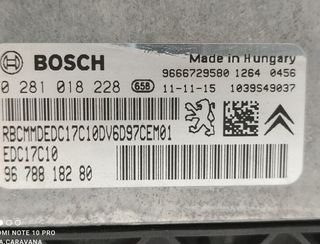 BOSCH
Made in Hungary
9666729580 1264 0456
0 281 018 228 658 11-11-15 1039S49037
RBCMMDEDC17C10DV6D97CEM01
EDC17C10
96 788 182 80
OMI NOTE 10 PRO
A CARAVANA